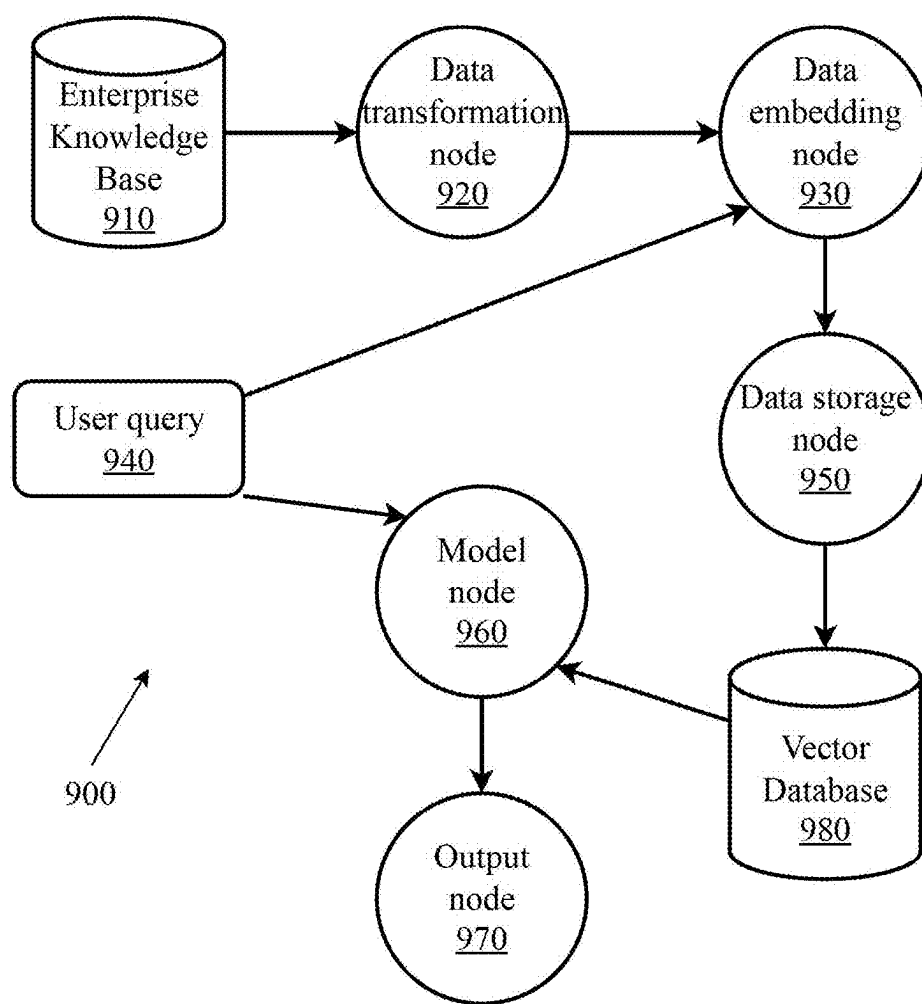 Enterprise
Knowledge
Base
910
Data
transformation
node
920
Data
embedding
node
930
User query
940
Data storage
node
950
Model
node
960
Vector
Database
980
900
Output
node
970